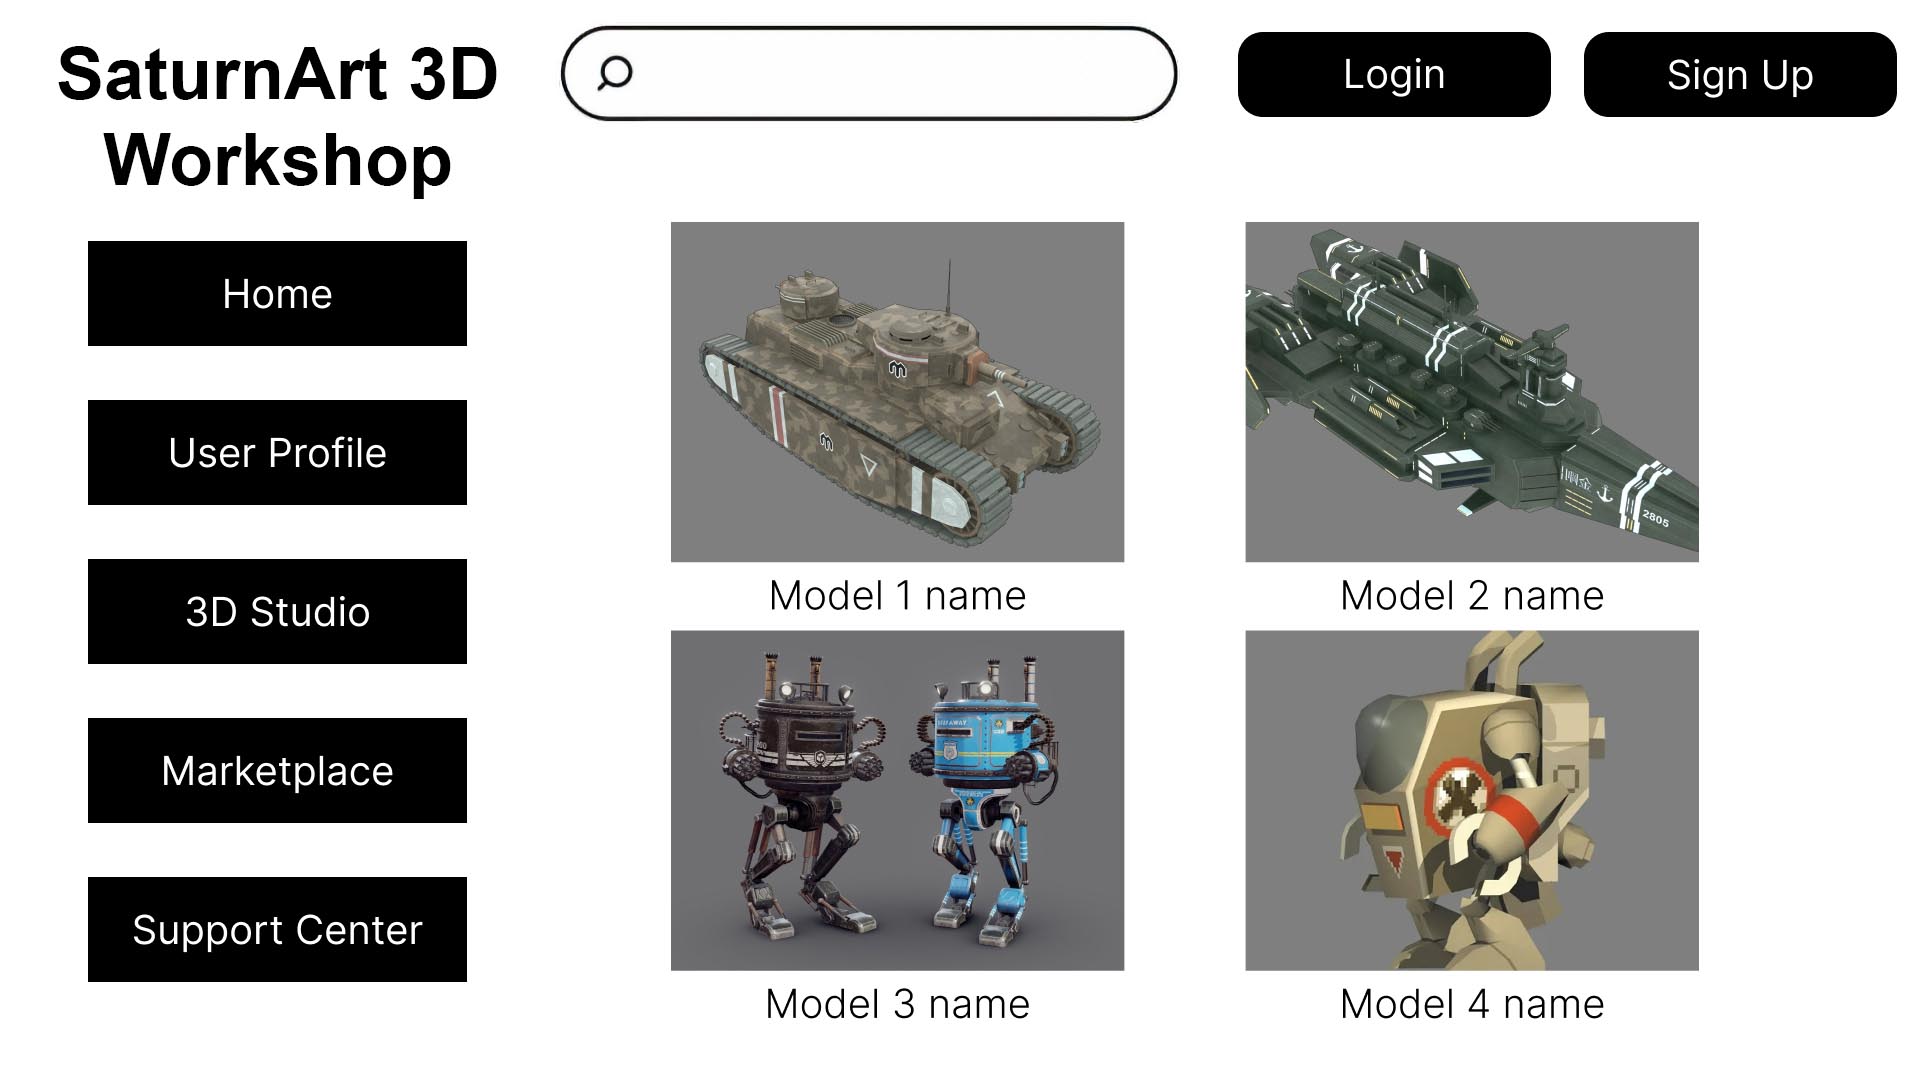 SaturnArt 3D
Workshop
Login
Sign Up
Home
User Profile
3D Studio
Marketplace
Support Center
2805
Model 1 name
Model 2 name
Model 3 name
Model 4 name